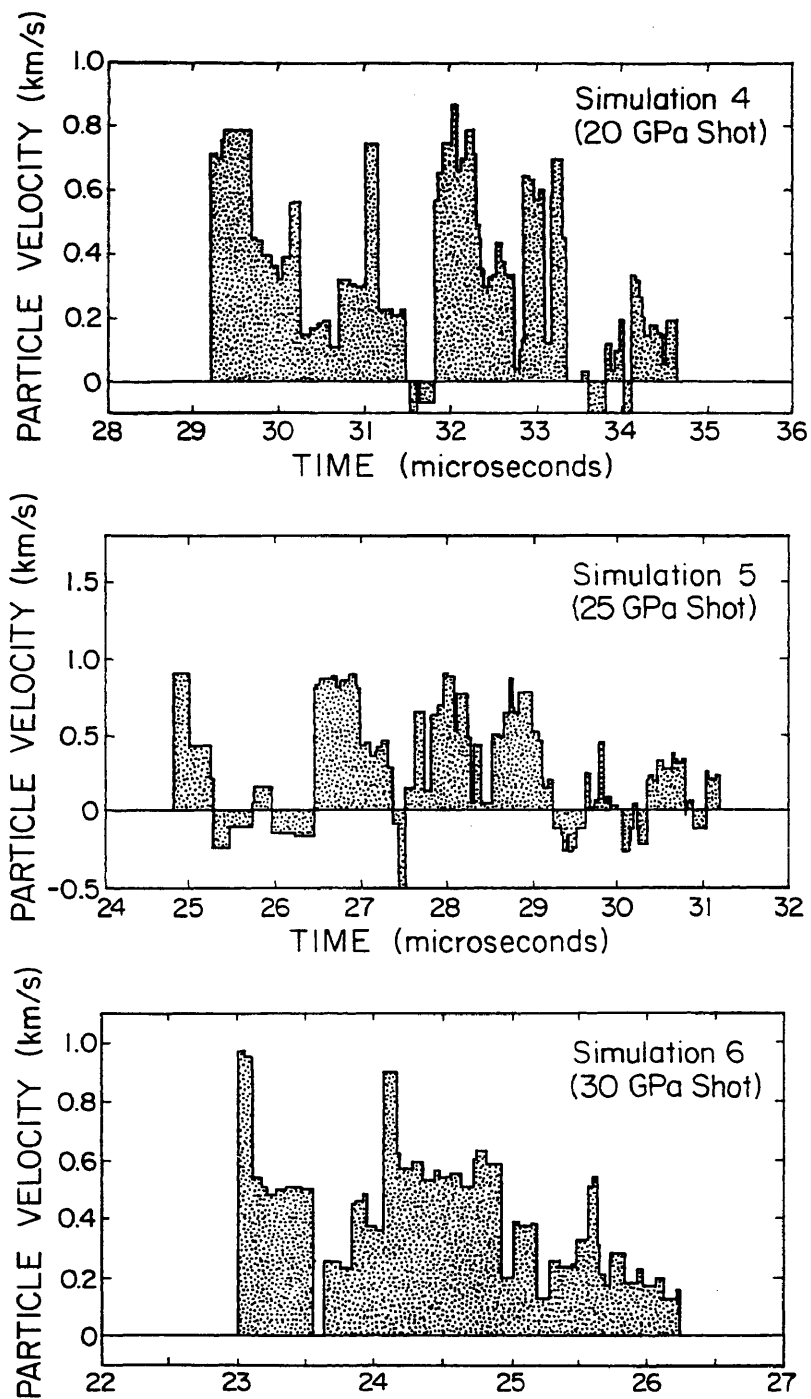 PARTICLE VELOCITY (km/s)
1.0
0.8
0.6
0.4
0.2
0
Simulation 4
(20 GPa Shot)
28 29 30 31 32 33 34 35 36
TIME (microseconds)
PARTICLE VELOCITY (km/s)
1.5
1.0
0.5
0
-0.5
Simulation 5
(25 GPa Shot)
24 25 26 27 28 29 30 31 32
TIME (microseconds)
PARTICLE VELOCITY (km/s)
1.0
0.8
0.6
0.4
0.2
0
Simulation 6
(30 GPa Shot)
22 23 24 25 26 27